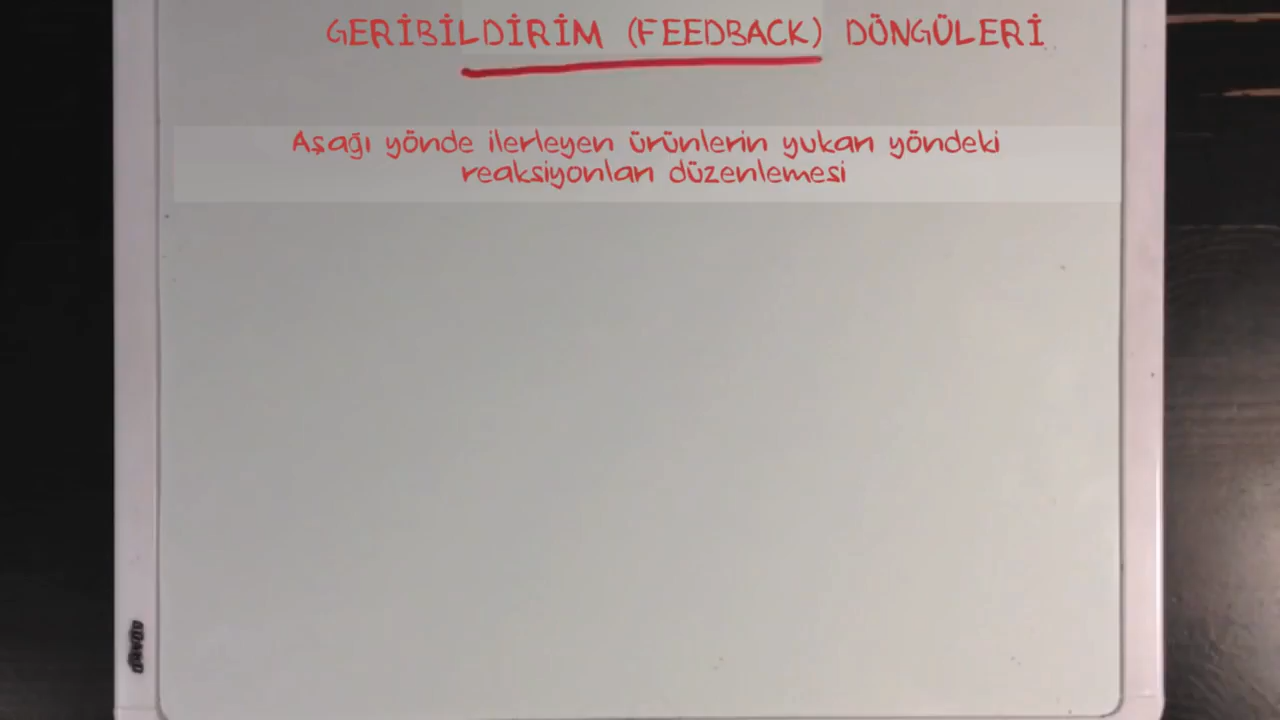 GERİBİLDİRİM (FEEDBACK) DÖNGÜLERİ
Aşağı yönde ilerleyen ürünlerin yukarı yöndeki
reaksiyonları düzenlemesi